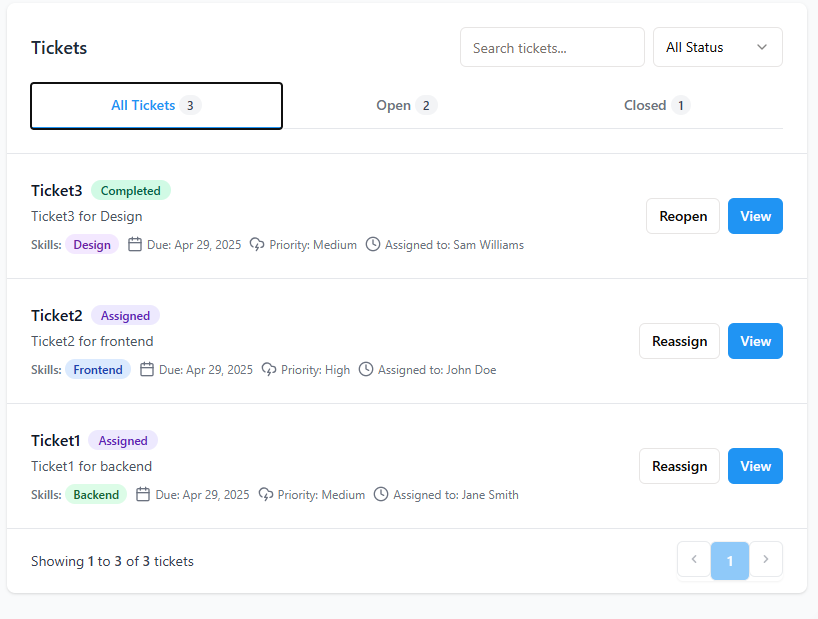 Tickets
Search tickets...
All Status
All Tickets 3
Open 2
Closed 1
Ticket3 Completed
Ticket3 for Design
Skills: Design Due: Apr 29, 2025 Priority: Medium Assigned to: Sam Williams
Reopen View
Ticket2 Assigned
Ticket2 for frontend
Skills: Frontend Due: Apr 29, 2025 Priority: High Assigned to: John Doe
Reassign View
Ticket1 Assigned
Ticket1 for backend
Skills: Backend Due: Apr 29, 2025 Priority: Medium Assigned to: Jane Smith
Reassign View
Showing 1 to 3 of 3 tickets
1